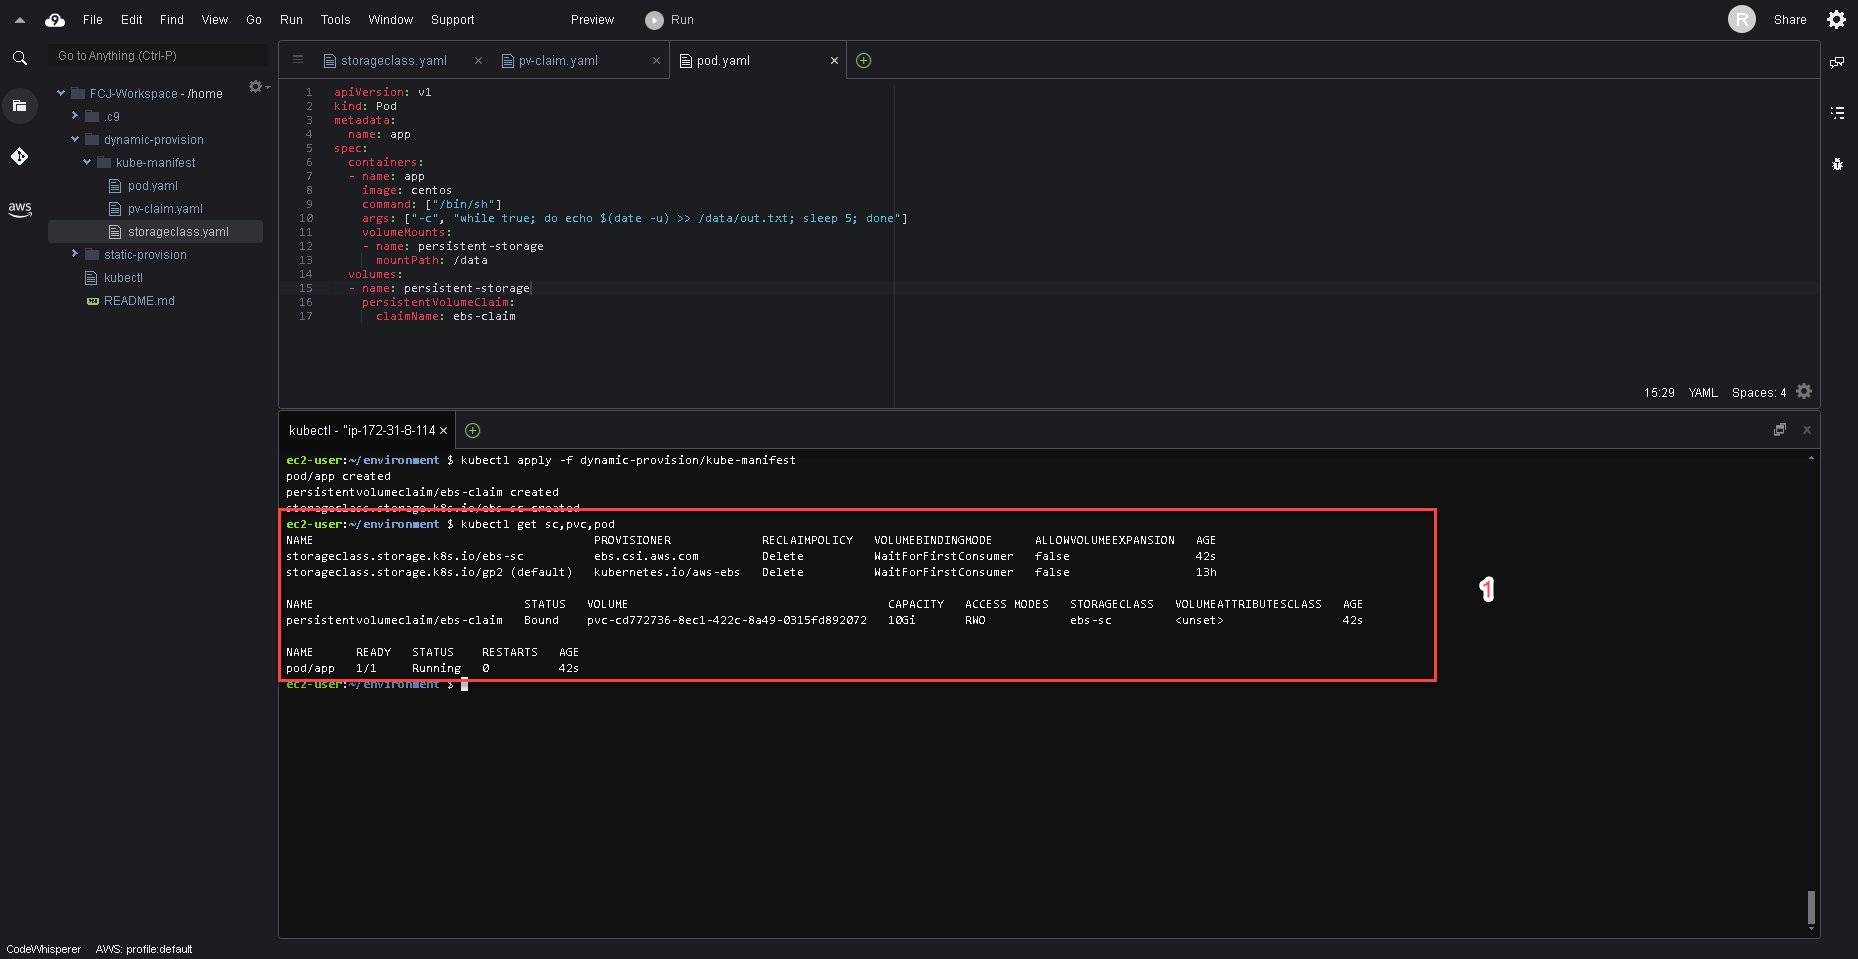 File Edit Find View Go Run Tools Window Support Preview Run R Share
Go to Anything (Ctrl-P)
FCJ-Workspace - /home
.c9
dynamic-provision
kube-manifest
pod.yaml
pv-claim.yaml
storageclass.yaml
static-provision
kubectl
README.md
aws
storageclass.yaml pv-claim.yaml pod.yaml
1 apiVersion: v1
2 kind: Pod
3 metadata:
4 name: app
5 spec:
6 containers:
7 - name: app
8 image: centos
9 command: ["/bin/sh"]
10 args: ["-c", "while true; do echo $(date -u) >> /data/out.txt; sleep 5; done"]
11 volumeMounts:
12 - name: persistent-storage
13 mountPath: /data
14 volumes:
15 - name: persistent-storage
16 persistentVolumeClaim:
17 claimName: ebs-claim
15:29 YAML Spaces: 4
kubectl - "ip-172-31-8-114
ec2-user:~/environment $ kubectl apply -f dynamic-provision/kube-manifest
pod/app created
persistentvolumeclaim/ebs-claim created
storageclass.storage.k8s.io/ebs-sc created
ec2-user:~/environment $ kubectl get sc,pvc,pod
NAME PROVISIONER RECLAIMPOLICY VOLUMEBINDINGMODE ALLOWVOLUMEEXPANSION AGE
storageclass.storage.k8s.io/ebs-sc ebs.csi.aws.com Delete WaitForFirstConsumer false 42s
storageclass.storage.k8s.io/gp2 (default) kubernetes.io/aws-ebs Delete WaitForFirstConsumer false 13h
NAME STATUS VOLUME CAPACITY ACCESS MODES STORAGECLASS VOLUMEATTRIBUTESCLASS AGE
persistentvolumeclaim/ebs-claim Bound pvc-cd772736-8ec1-422c-8a49-0315fd892072 10Gi RWO ebs-sc <unset> 42s
NAME READY STATUS RESTARTS AGE
pod/app 1/1 Running 0 42s
ec2-user:~/environment $
1
CodeWhisperer AWS: profile:default